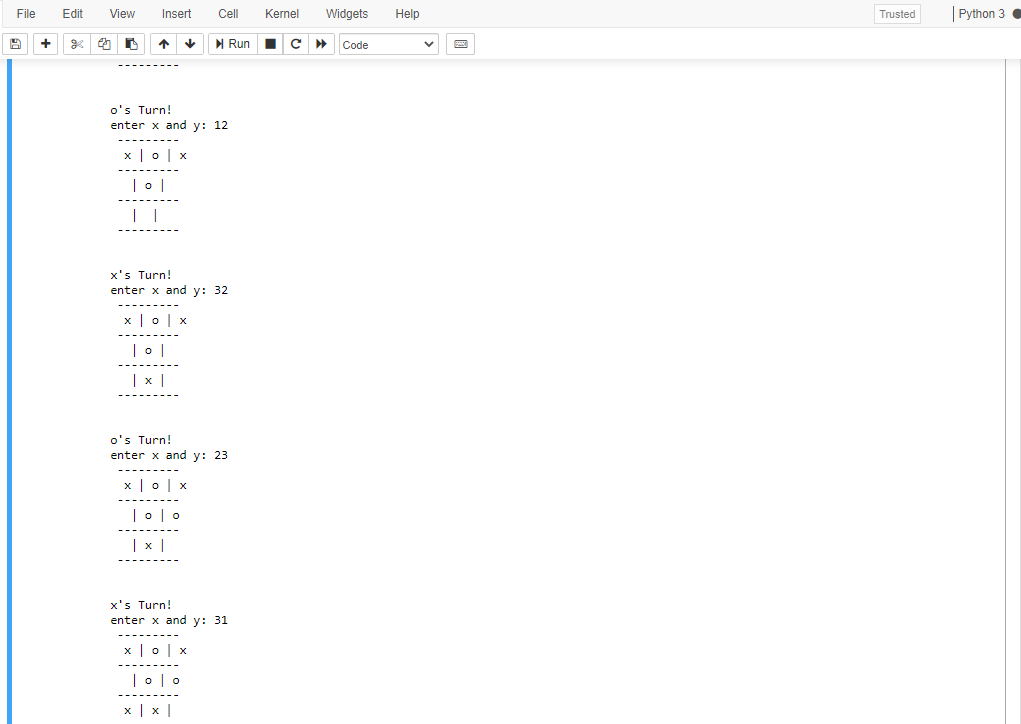 File Edit View Insert Cell Kernel Widgets Help Trusted | Python 3
Run Code
---------
o's Turn!
enter x and y: 12
---------
x | o | x
---------
  | o |
---------
  |  |
---------
x's Turn!
enter x and y: 32
---------
x | o | x
---------
  | o |
---------
  | x |
---------
o's Turn!
enter x and y: 23
---------
x | o | x
---------
  | o | o
---------
  | x |
---------
x's Turn!
enter x and y: 31
---------
x | o | x
---------
  | o | o
---------
x | x |